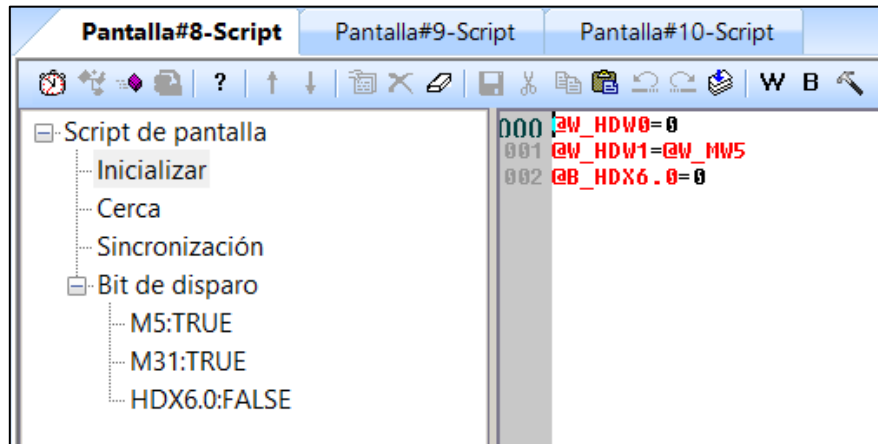 Pantalla#8-Script Pantalla#9-Script Pantalla#10-Script
? W B
Script de pantalla
Inicializar
Cerca
Sincronización
Bit de disparo
M5:TRUE
M31:TRUE
HDX6.0:FALSE
000 @W_HDW0=0
001 @W_HDW1=@W_MW5
002 @B_HDX6.0=0